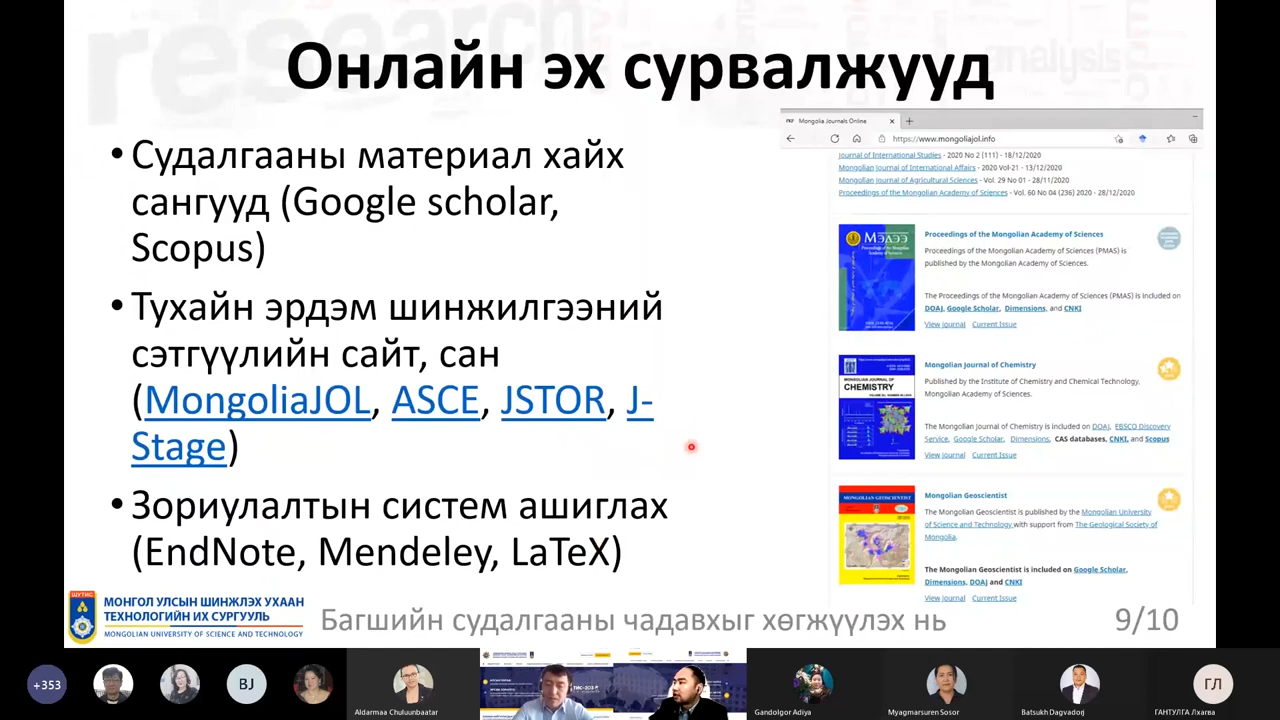 research
analysis
Онлайн эх сурвалжууд
• Судалгааны материал хайх
сангууд (Google scholar,
Scopus)
• Тухайн эрдэм шинжилгээний
сэтгүүлийн сайт, сан
(MongoliaJOL, ASCE, JSTOR, J-
Stage)
• Зориулалтын систем ашиглах
(EndNote, Mendeley, LaTeX)
Mongolia Journals Online
https://www.mongoliajol.info
Journal of International Studies - 2020 No 2 (111) - 18/12/2020
Mongolian Journal of International Affairs - 2020 Vol-21 - 13/12/2020
Mongolian Journal of Agricultural Sciences - Vol. 29 No 01 - 28/11/2020
Proceedings of the Mongolian Academy of Sciences - Vol. 60 No 04 (236) 2020 - 28/12/2020
МЭДЭЭ
Proceedings of the Mongolian Academy of Sciences
Proceedings of the Mongolian Academy of Sciences (PMAS) is
published by the Mongolian Academy of Sciences.
The Proceedings of the Mongolian Academy of Sciences (PMAS) is included on
DOAJ, Google Scholar, Dimensions, and CNKI
View Journal Current Issue
MONGOLIAN JOURNAL OF
CHEMISTRY
Mongolian Journal of Chemistry
Published by the Institute of Chemistry and Chemical Technology,
Mongolian Academy of Sciences.
The Mongolian Journal of Chemistry is included on DOAJ, EBSCO Discovery
Service, Google Scholar, Dimensions, CAS databases, CNKI, and Scopus
View Journal Current Issue
MONGOLIAN GEOSCIENTIST
Mongolian Geoscientist
The Mongolian Geoscientist is published by the Mongolian University
of Science and Technology with support from The Geological Society of
Mongolia.
The Mongolian Geoscientist is included on Google Scholar,
Dimensions, DOAJ and CNKI
View Journal Current Issue
ШУТИС
МОНГОЛ УЛСЫН ШИНЖЛЭХ УХААН
ТЕХНОЛОГИЙН ИХ СУРГУУЛЬ
MONGOLIAN UNIVERSITY OF SCIENCE AND TECHNOLOGY
Багшийн судалгааны чадавхыг хөгжүүлэх нь
9/10
+353
BJ
Aldarmaa Chuluunbaatar
Gandolgor Adiya
Myagmarsuren Sosor
Batsukh Dagvadorj
ГЛ
ГАНТУЛГА Лхагва